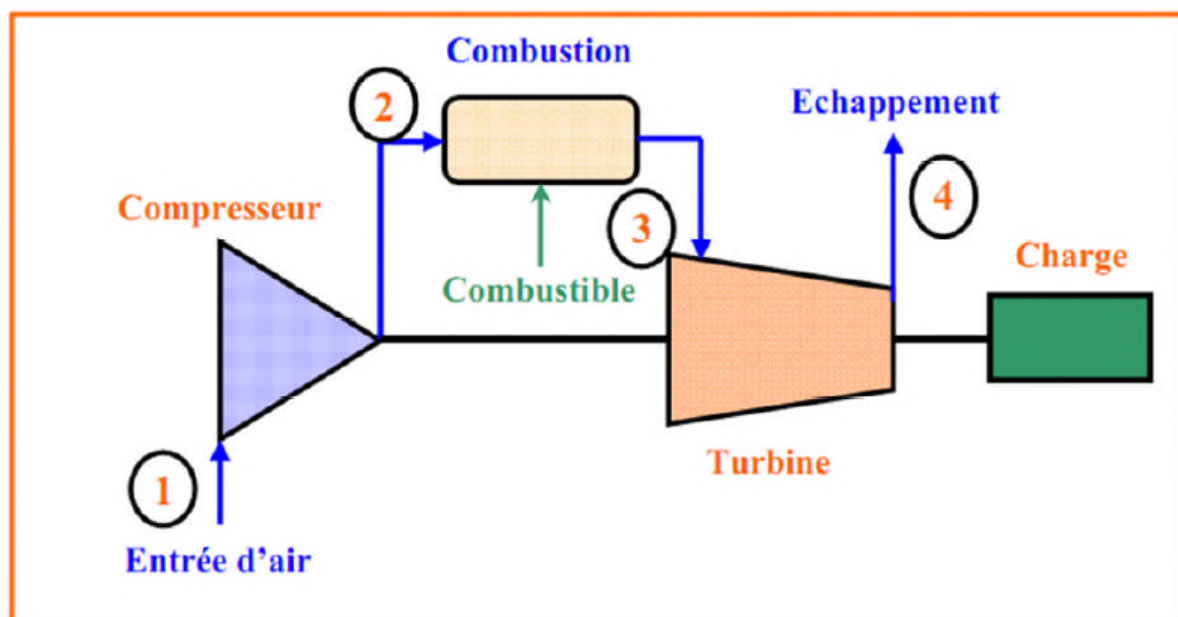 Combustion
2
Echappement
4
Compresseur
3
Charge
Combustible
Turbine
1
Entrée d'air